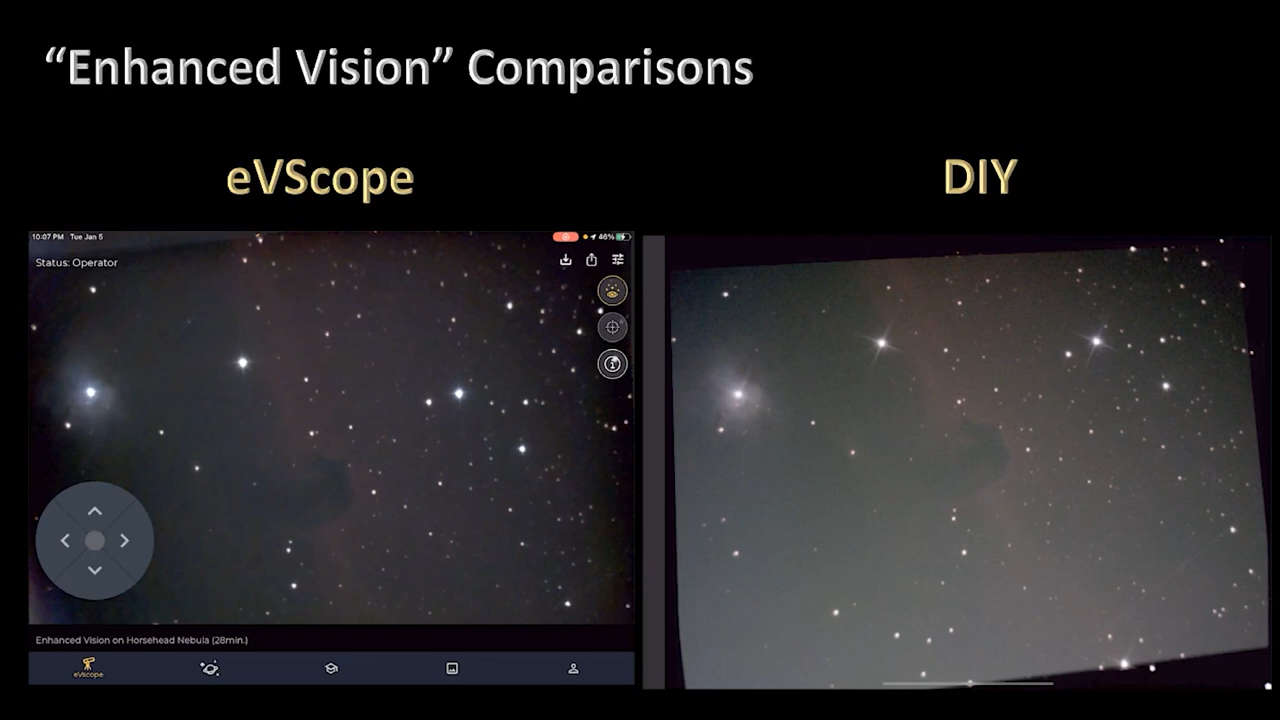 “Enhanced Vision” Comparisons
eVScope
DIY
10:07 PM Tue Jan 5
46%
Status: Operator
Enhanced Vision on Horsehead Nebula (28min.)
eVscope